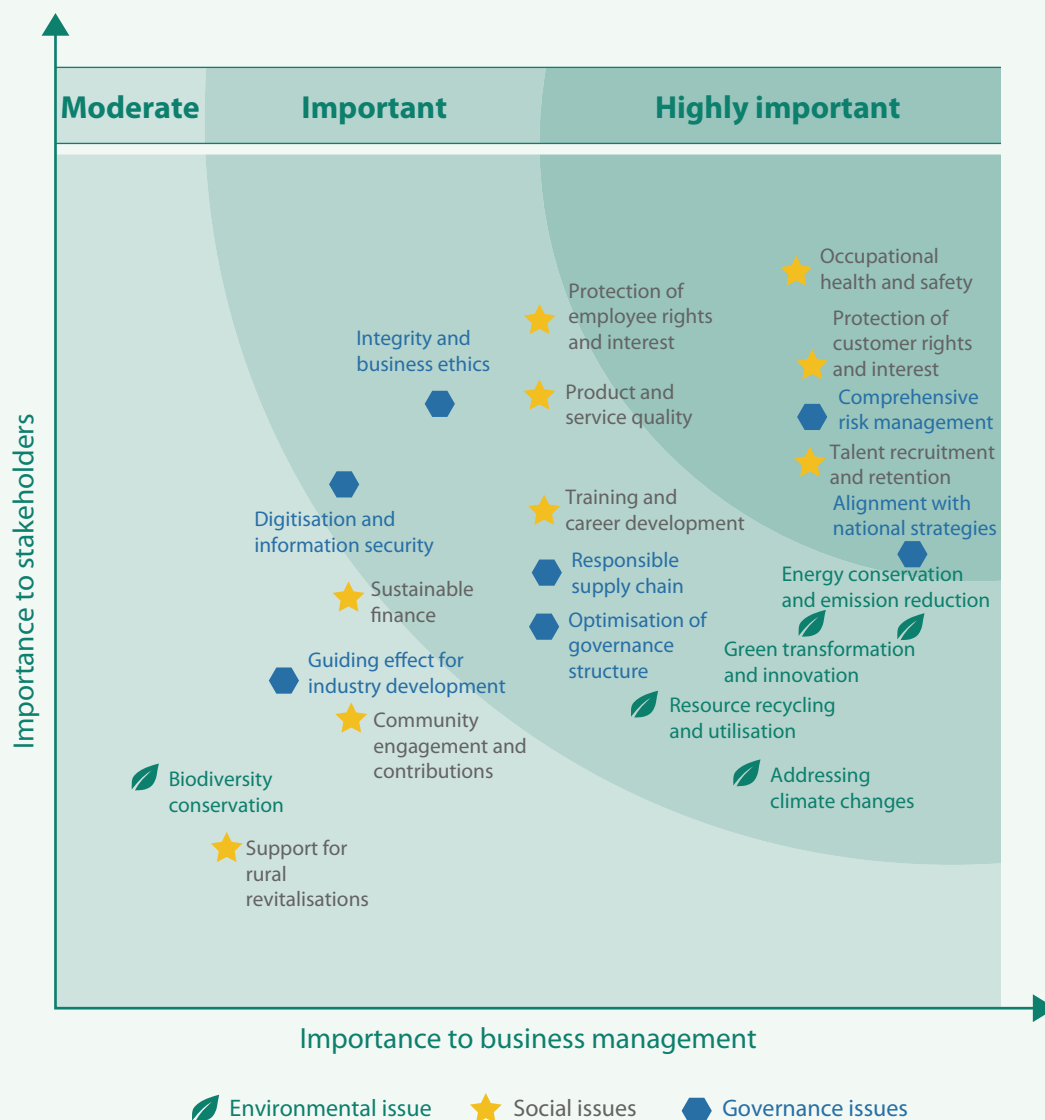 Moderate
Important
Highly important
Importance to stakeholders
Occupational
health and safety
Protection of
employee rights
and interest
Protection of
customer rights
and interest
Integrity and
business ethics
Product and
service quality
Comprehensive
risk management
Talent recruitment
and retention
Training and
career development
Alignment with
national strategies
Digitisation and
information security
Responsible
supply chain
Energy conservation
and emission reduction
Sustainable
finance
Optimisation of
governance
structure
Green transformation
and innovation
Guiding effect for
industry development
Resource recycling
and utilisation
Community
engagement and
contributions
Biodiversity
conservation
Addressing
climate changes
Support for
rural
revitalisations
Importance to business management
Environmental issue
Social issues
Governance issues